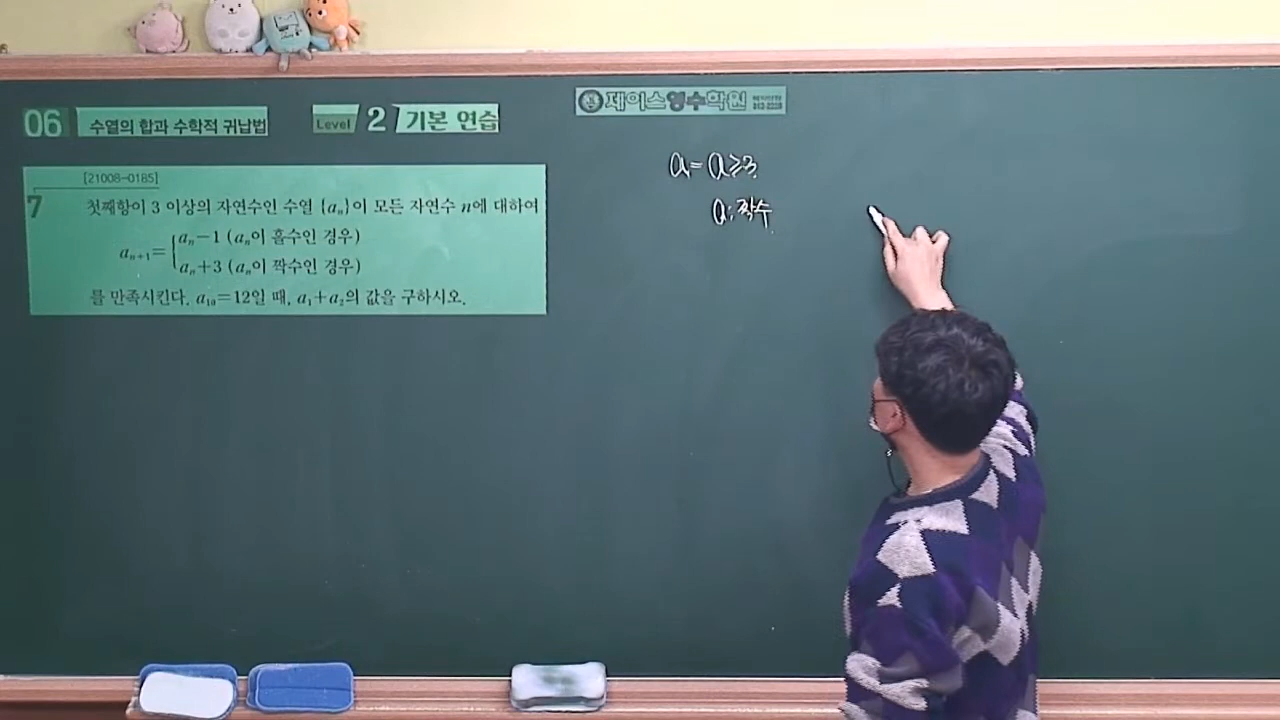 06 수열의 합과 수학적 귀납법 Level 2 기본 연습
제이스영수학원
[21008-0185]
7 첫째항이 3 이상의 자연수인 수열 {aₙ}이 모든 자연수 n에 대하여
aₙ₊₁= { aₙ-1 (aₙ이 홀수인 경우)
aₙ+3 (aₙ이 짝수인 경우)
를 만족시킨다. a₁₀=12일 때, a₁+a₂의 값을 구하시오.
a₁= a≥3.
a: 짝수